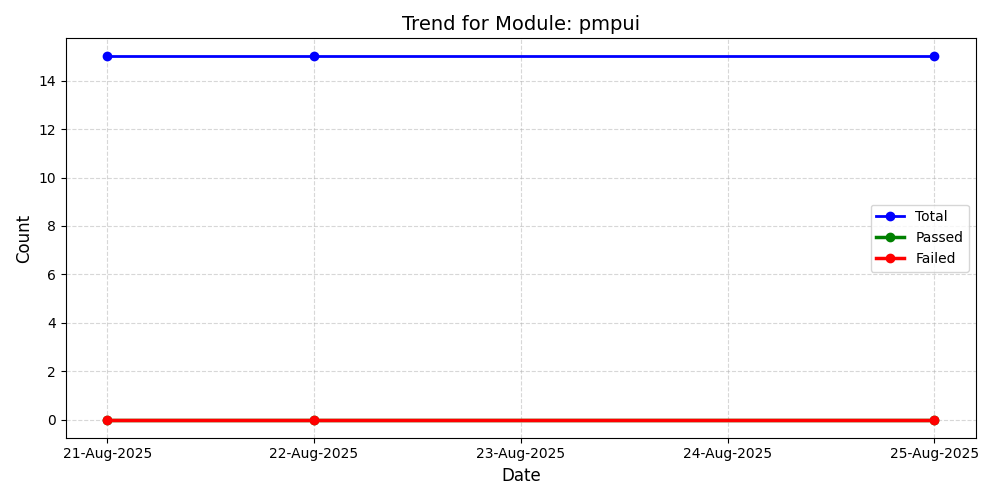 Trend for Module: pmpui
Count
14
12
10
8
6
4
2
0
Total
Passed
Failed
21-Aug-2025
22-Aug-2025
23-Aug-2025
24-Aug-2025
25-Aug-2025
Date